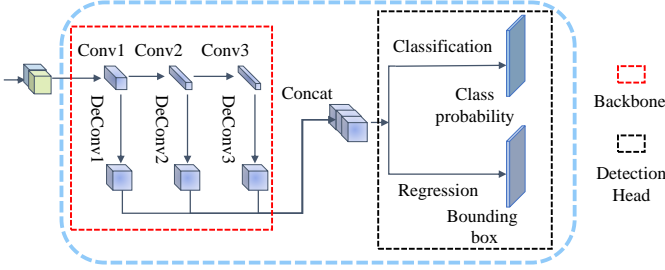 Conv1 Conv2 Conv3
DeConv1
DeConv2
DeConv3
Concat
Classification
Class
probability
Regression
Bounding
box
Backbone
Detection
Head